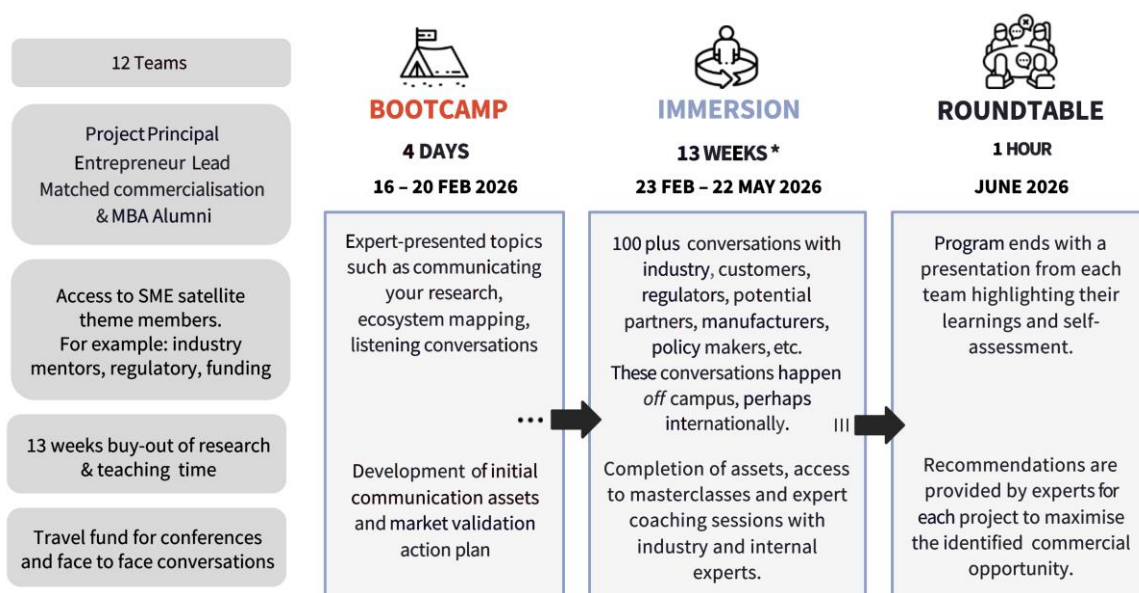 12 Teams
Project Principal
Entrepreneur Lead
Matched commercialisation
& MBA Alumni
Access to SME satellite
theme members.
For example: industry
mentors, regulatory, funding
13 weeks buy-out of research
& teaching time
Travel fund for conferences
and face to face conversations
BOOTCAMP
4 DAYS
16 – 20 FEB 2026
Expert-presented topics
such as communicating
your research,
ecosystem mapping,
listening conversations
Development of initial
communication assets
and market validation
action plan
IMMERSION
13 WEEKS *
23 FEB – 22 MAY 2026
100 plus conversations with
industry, customers,
regulators, potential
partners, manufacturers,
policy makers, etc.
These conversations happen
off campus, perhaps
internationally.
Completion of assets, access
to masterclasses and expert
coaching sessions with
industry and internal
experts.
ROUNDTABLE
1 HOUR
JUNE 2026
Program ends with a
presentation from each
team highlighting their
learnings and self-
assessment.
Recommendations are
provided by experts for
each project to maximise
the identified commercial
opportunity.